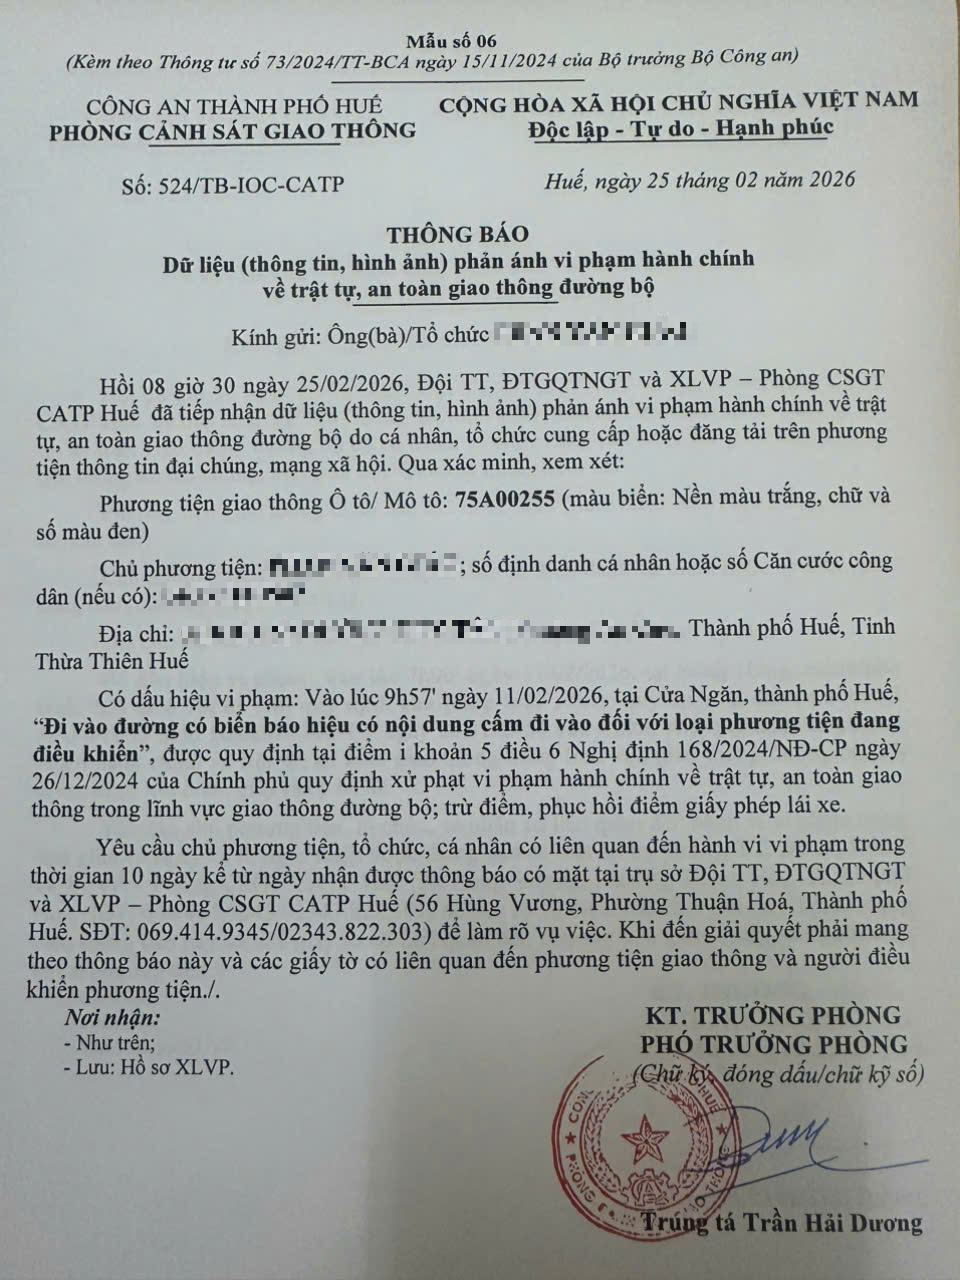 Mẫu số 06
(Kèm theo Thông tư số 73/2024/TT-BCA ngày 15/11/2024 của Bộ trưởng Bộ Công an)
CÔNG AN THÀNH PHỐ HUẾ
PHÒNG CẢNH SÁT GIAO THÔNG
CỘNG HÒA XÃ HỘI CHỦ NGHĨA VIỆT NAM
Độc lập - Tự do - Hạnh phúc
Số: 524/TB-IOC-CATP
Huế, ngày 25 tháng 02 năm 2026
THÔNG BÁO
Dữ liệu (thông tin, hình ảnh) phản ánh vi phạm hành chính
về trật tự, an toàn giao thông đường bộ
Kính gửi: Ông(bà)/Tổ chức
Hồi 08 giờ 30 ngày 25/02/2026, Đội TT, ĐTGQTNGT và XLVP – Phòng CSGT
CATP Huế đã tiếp nhận dữ liệu (thông tin, hình ảnh) phản ánh vi phạm hành chính về trật
tự, an toàn giao thông đường bộ do cá nhân, tổ chức cung cấp hoặc đăng tải trên phương
tiện thông tin đại chúng, mạng xã hội. Qua xác minh, xem xét:
Phương tiện giao thông Ô tô/ Mô tô: 75A00255 (màu biển: Nền màu trắng, chữ và
số màu đen)
Chủ phương tiện: ; số định danh cá nhân hoặc số Căn cước công
dân (nếu có):
Địa chỉ: Thành phố Huế, Tỉnh
Thừa Thiên Huế
Có dấu hiệu vi phạm: Vào lúc 9h57' ngày 11/02/2026, tại Cửa Ngăn, thành phố Huế,
“Đi vào đường có biển báo hiệu có nội dung cấm đi vào đối với loại phương tiện đang
điều khiển”, được quy định tại điểm i khoản 5 điều 6 Nghị định 168/2024/NĐ-CP ngày
26/12/2024 của Chính phủ quy định xử phạt vi phạm hành chính về trật tự, an toàn giao
thông trong lĩnh vực giao thông đường bộ; trừ điểm, phục hồi điểm giấy phép lái xe.
Yêu cầu chủ phương tiện, tổ chức, cá nhân có liên quan đến hành vi vi phạm trong
thời gian 10 ngày kể từ ngày nhận được thông báo có mặt tại trụ sở Đội TT, ĐTGQTNGT
và XLVP – Phòng CSGT CATP Huế (56 Hùng Vương, Phường Thuận Hoá, Thành phố
Huế. SĐT: 069.414.9345/02343.822.303) để làm rõ vụ việc. Khi đến giải quyết phải mang
theo thông báo này và các giấy tờ có liên quan đến phương tiện giao thông và người điều
khiển phương tiện./.
Nơi nhận:
- Như trên;
- Lưu: Hồ sơ XLVP.
KT. TRƯỞNG PHÒNG
PHÓ TRƯỞNG PHÒNG
(Chữ ký, đóng dấu/chữ ký số)
Trung tá Trần Hải Dương